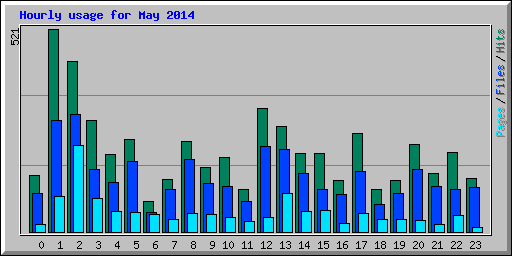 Hourly usage for May 2014
521
Pages/Files/Hits
0 1 2 3 4 5 6 7 8 9 10 11 12 13 14 15 16 17 18 19 20 21 22 23